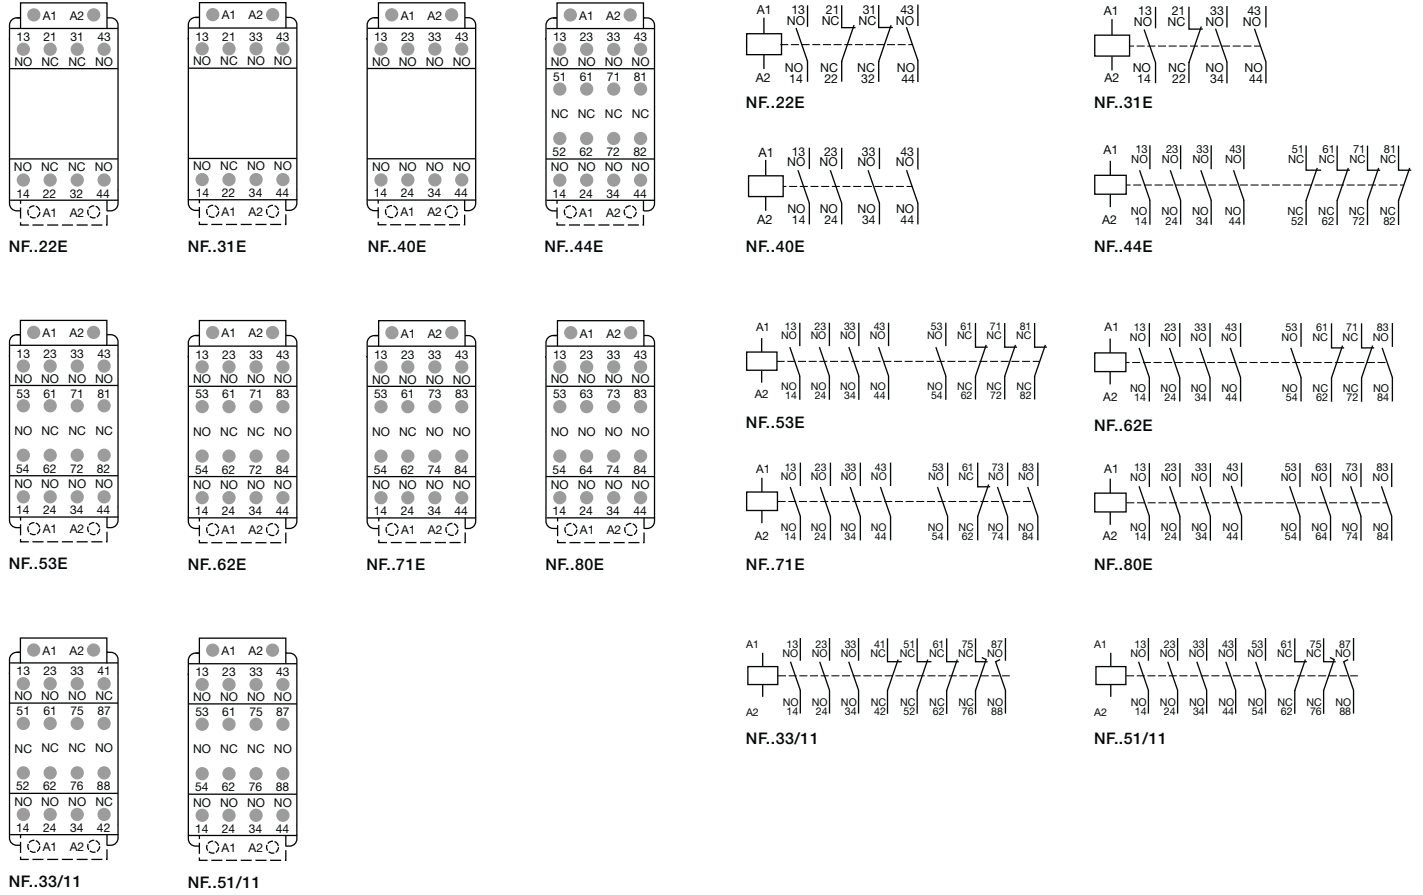 A1 A2
13 21 31 43
NO NC NC NO
NO NC NC NO
14 22 32 44
A1 A2
NF..22E
A1 A2
13 21 33 43
NO NC NO NO
NO NC NO NO
14 22 34 44
A1 A2
NF..31E
A1 A2
13 23 33 43
NO NO NO NO
NO NO NO NO
14 24 34 44
A1 A2
NF..40E
A1 A2
13 23 33 43
NO NO NO NO
51 61 71 81
NC NC NC NC
52 62 72 82
NO NO NO NO
14 24 34 44
A1 A2
NF..44E
A1 13 21 31 43
NO NC NC NO
NO NC NC NO
A2 14 22 32 44
NF..22E
A1 13 21 33 43
NO NC NO NO
NO NC NO NO
A2 14 22 34 44
NF..31E
A1 13 23 33 43
NO NO NO NO
NO NO NO NO
A2 14 24 34 44
NF..40E
A1 13 23 33 43 51 61 71 81
NO NO NO NO NC NC NC NC
NO NO NO NO NC NC NC NC
A2 14 24 34 44 52 62 72 82
NF..44E
A1 A2
13 23 33 43
NO NO NO NO
53 61 71 81
NO NC NC NC
54 62 72 82
NO NO NO NO
14 24 34 44
A1 A2
NF..53E
A1 A2
13 23 33 43
NO NO NO NO
53 61 71 83
NO NC NC NO
54 62 72 84
NO NO NO NO
14 24 34 44
A1 A2
NF..62E
A1 A2
13 23 33 43
NO NO NO NO
53 61 73 83
NO NC NO NO
54 62 74 84
NO NO NO NO
14 24 34 44
A1 A2
NF..71E
A1 A2
13 23 33 43
NO NO NO NO
53 63 73 83
NO NO NO NO
54 64 74 84
NO NO NO NO
14 24 34 44
A1 A2
NF..80E
A1 13 23 33 43 53 61 71 81
NO NO NO NO NO NC NC NC
NO NO NO NO NO NC NC NC
A2 14 24 34 44 54 62 72 82
NF..53E
A1 13 23 33 43 53 61 71 83
NO NO NO NO NO NC NC NO
NO NO NO NO NO NC NC NO
A2 14 24 34 44 54 62 72 84
NF..62E
A1 13 23 33 43 53 61 73 83
NO NO NO NO NO NC NO NO
NO NO NO NO NO NC NO NO
A2 14 24 34 44 54 62 74 84
NF..71E
A1 13 23 33 43 53 63 73 83
NO NO NO NO NO NO NO NO
NO NO NO NO NO NO NO NO
A2 14 24 34 44 54 64 74 84
NF..80E
A1 A2
13 23 33 41
NO NO NO NC
51 61 75 87
NC NC NC NO
52 62 76 88
NO NO NO NC
14 24 34 42
A1 A2
NF..33/11
A1 A2
13 23 33 43
NO NO NO NO
53 61 75 87
NO NC NC NO
54 62 76 88
NO NO NO NO
14 24 34 44
A1 A2
NF..51/11
A1 13 23 33 41 51 61 75 87
NO NO NO NC NC NC NC NO
NO NO NO NC NC NC NC NO
A2 14 24 34 42 52 62 76 88
NF..33/11
A1 13 23 33 43 53 61 75 87
NO NO NO NO NO NC NC NO
NO NO NO NO NO NC NC NO
A2 14 24 34 44 54 62 76 88
NF..51/11